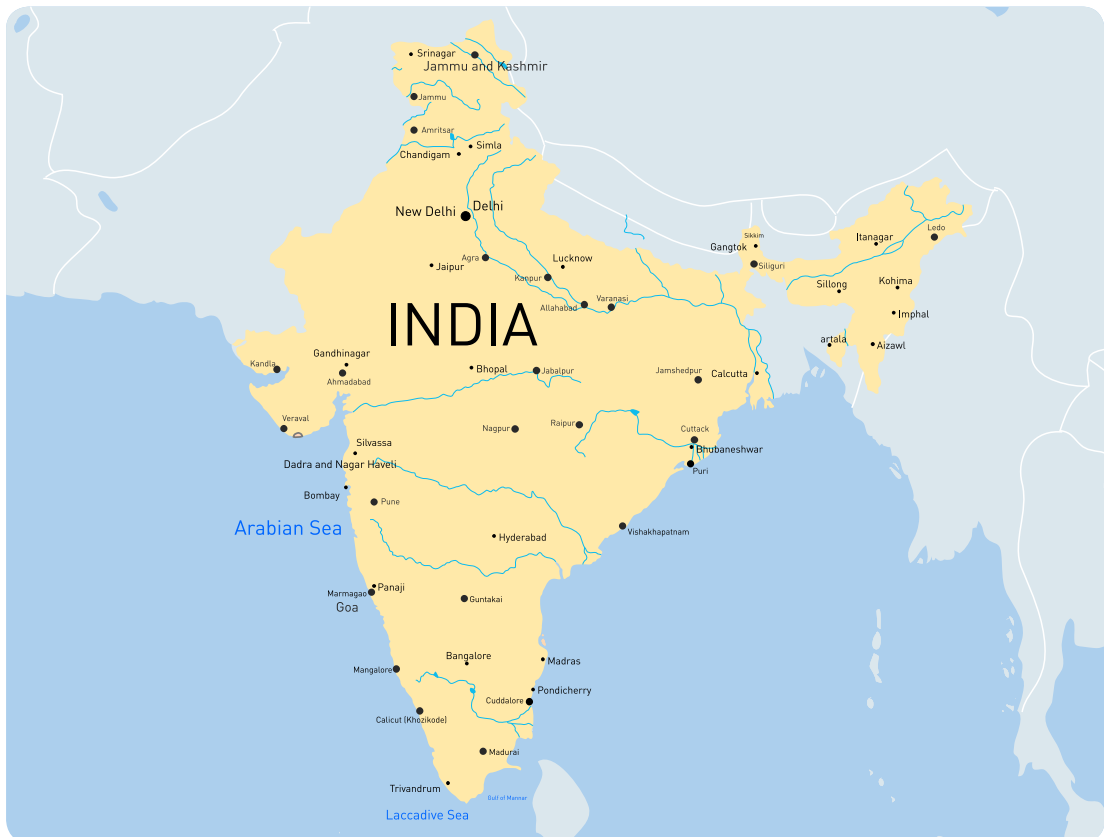 Srinagar
Jammu and Kashmir
Jammu
Amritsar
Simla
Chandigam
Delhi
New Delhi
Sikkim
Gangtok
Itanagar
Ledo
Agra
Jaipur
Lucknow
Siliguri
Kanpur
Sillong
Kohima
Allahabad
Varanasi
Imphal
INDIA
artala
Aizawl
Gandhinagar
Kandla
Ahmadabad
Bhopal
Jabalpur
Jamshedpur
Calcutta
Veraval
Nagpur
Raipur
Cuttack
Silvassa
Bhubaneshwar
Dadra and Nagar Haveli
Puri
Bombay
Pune
Arabian Sea
Vishakhapatnam
Hyderabad
Panaji
Marmagao
Goa
Guntakai
Bangalore
Madras
Mangalore
Pondicherry
Cuddalore
Calicut (Khozikode)
Madurai
Trivandrum
Gulf of Mannar
Laccadive Sea